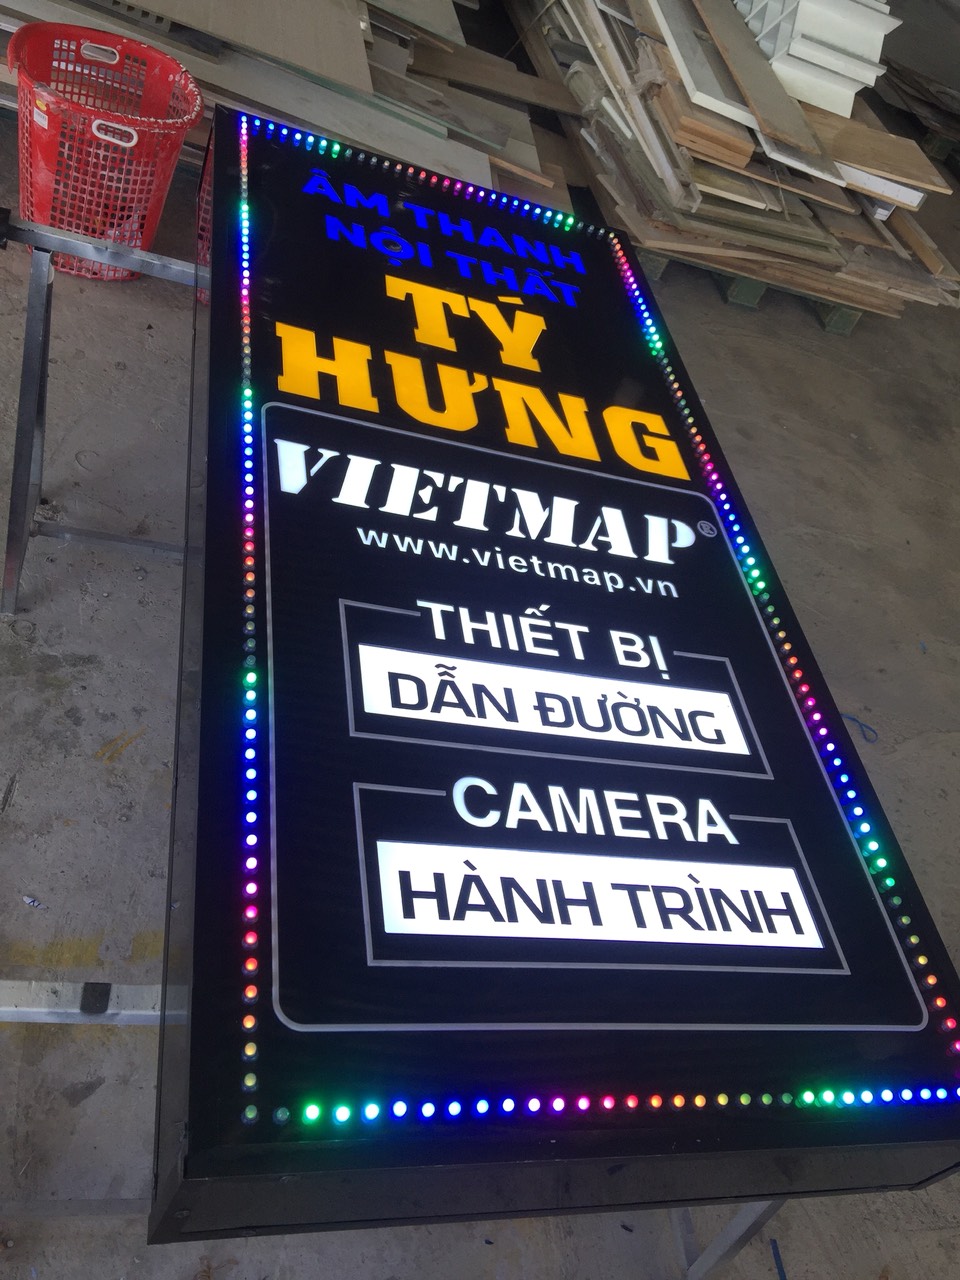 ÂM THANH
NỘI THẤT
TÝ
HƯNG
VIETMAP®
www.vietmap.vn
THIẾT BỊ
DẪN ĐƯỜNG
CAMERA
HÀNH TRÌNH